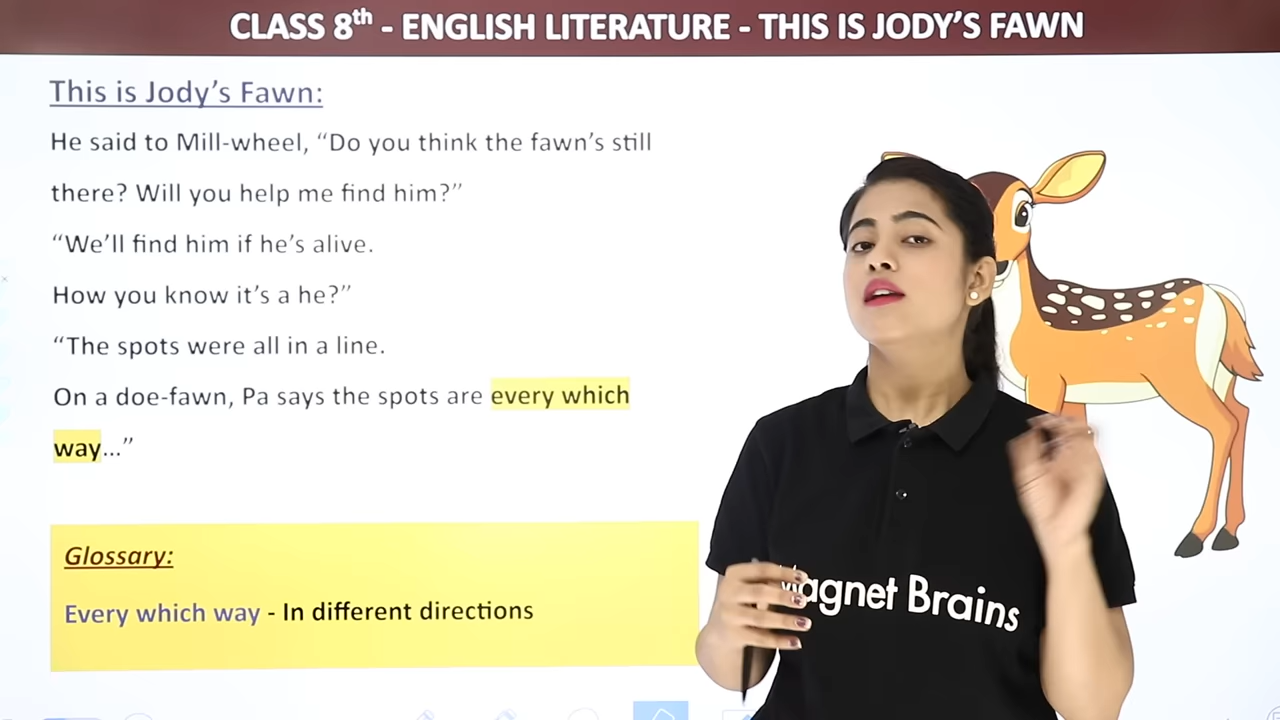 CLASS 8th - ENGLISH LITERATURE - THIS IS JODY'S FAWN
This is Jody's Fawn:
He said to Mill-wheel, “Do you think the fawn's still
there? Will you help me find him?”
“We'll find him if he's alive.
How you know it's a he?”
“The spots were all in a line.
On a doe-fawn, Pa says the spots are every which
way...”
Glossary:
Every which way - In different directions
Magnet Brains